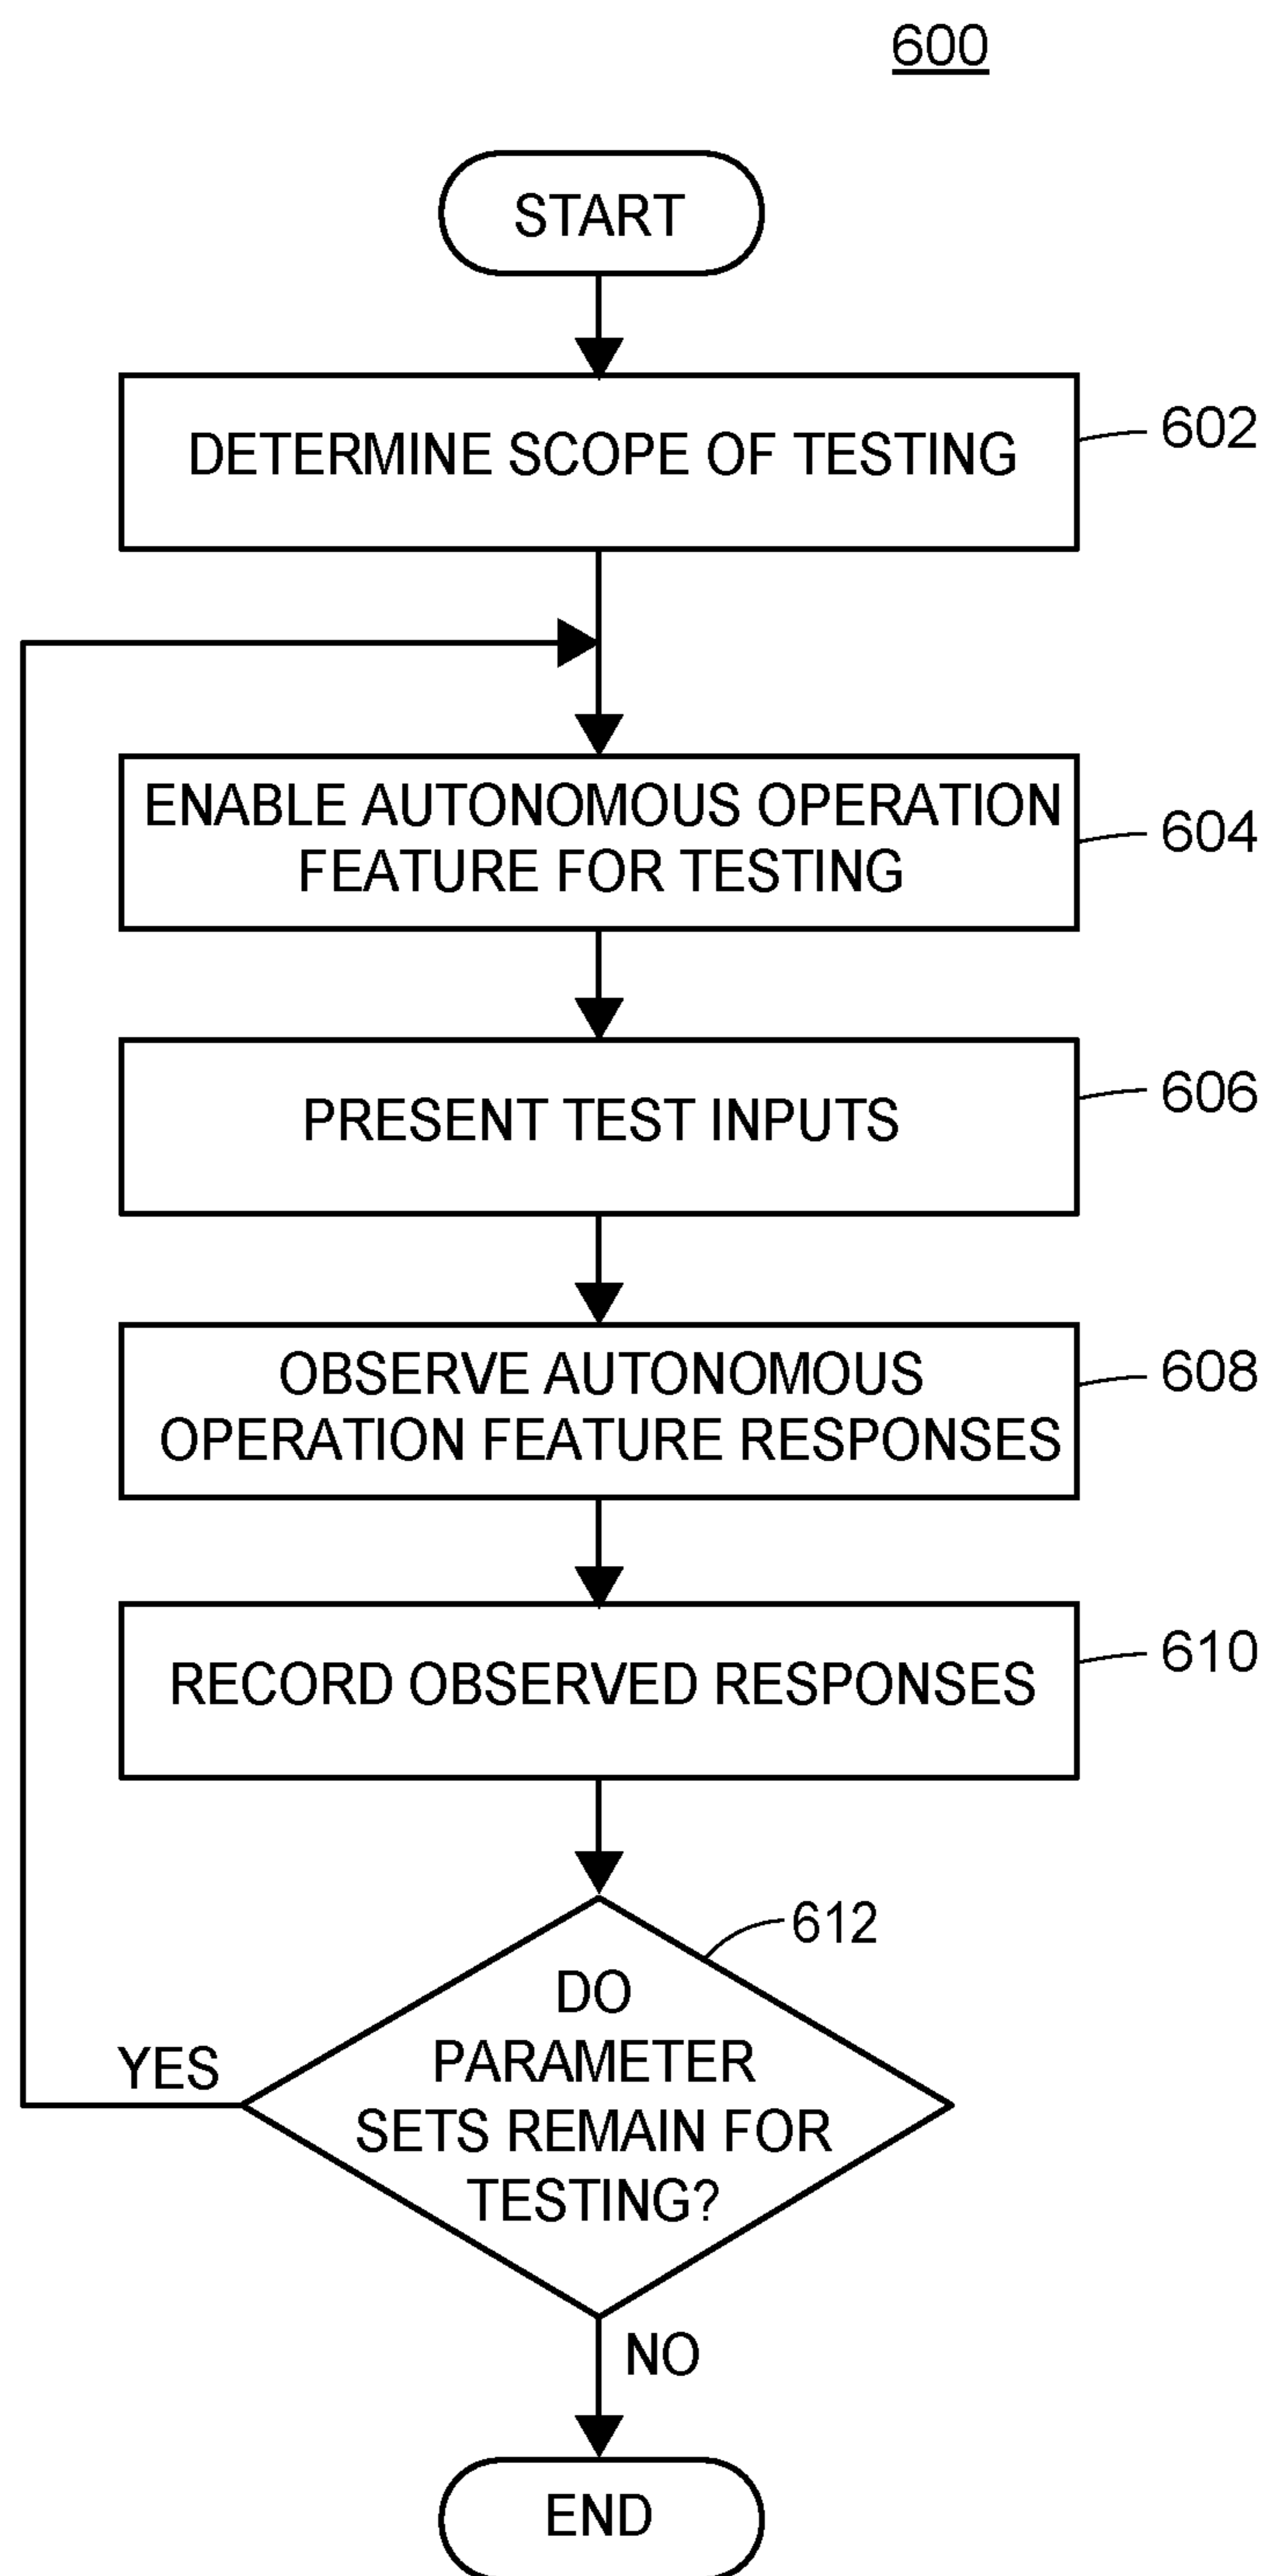 600
START
DETERMINE SCOPE OF TESTING
602
ENABLE AUTONOMOUS OPERATION
FEATURE FOR TESTING
604
PRESENT TEST INPUTS
606
OBSERVE AUTONOMOUS
OPERATION FEATURE RESPONSES
608
RECORD OBSERVED RESPONSES
610
612
DO
PARAMETER
SETS REMAIN FOR
TESTING?
YES
NO
END